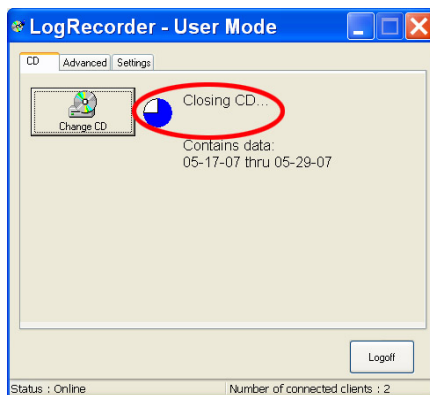 LogRecorder - User Mode
CD Advanced Settings
Change CD
Closing CD...
Contains data:
05-17-07 thru 05-29-07
Logoff
Status : Online Number of connected clients : 2